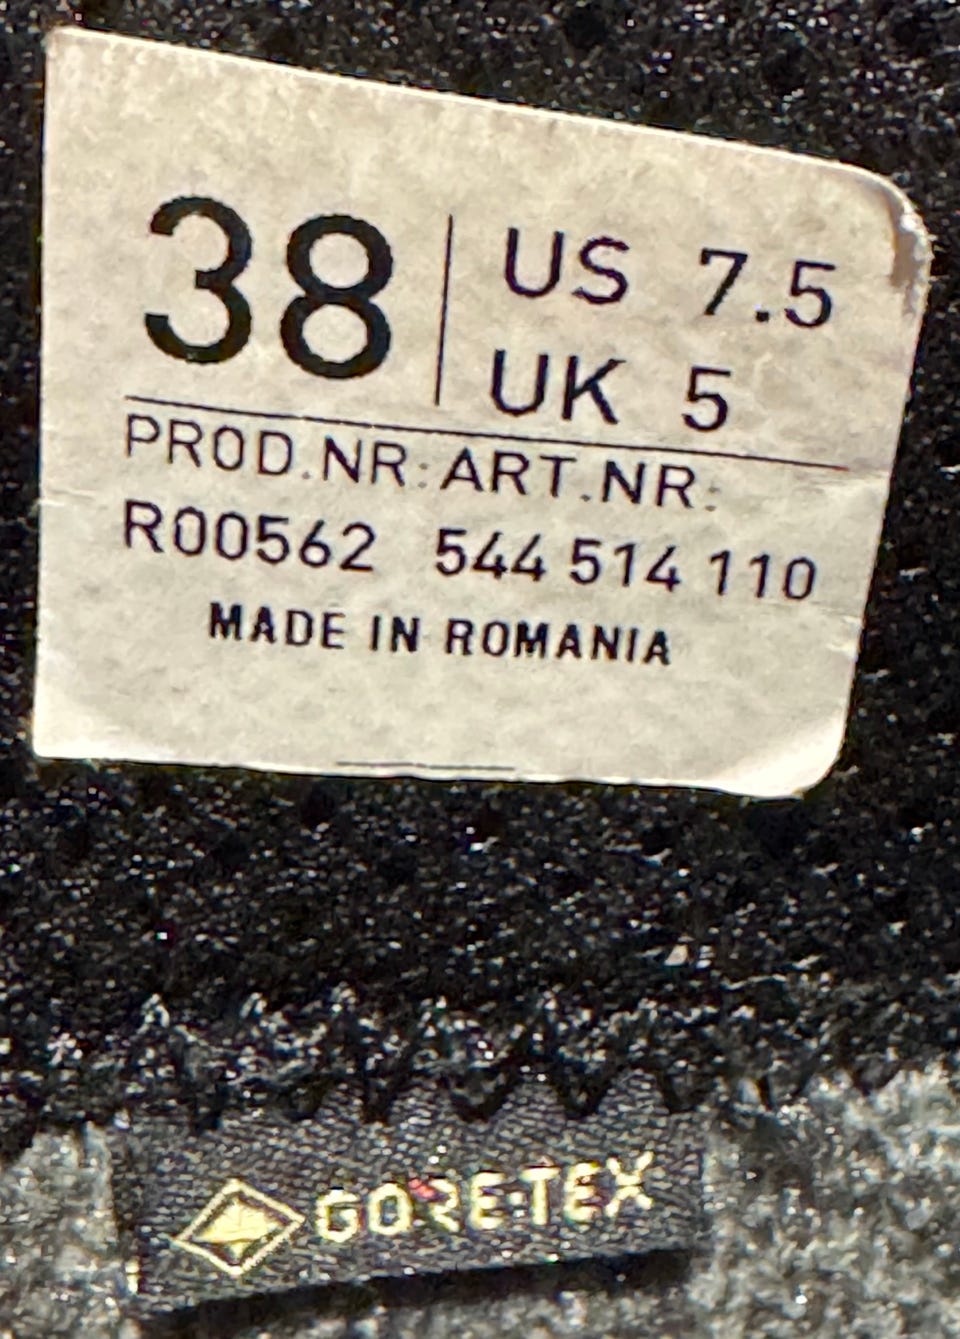 38 US 7.5
UK 5
PROD.NR: ART.NR:
R00562 544 514 110
MADE IN ROMANIA
GORE-TEX